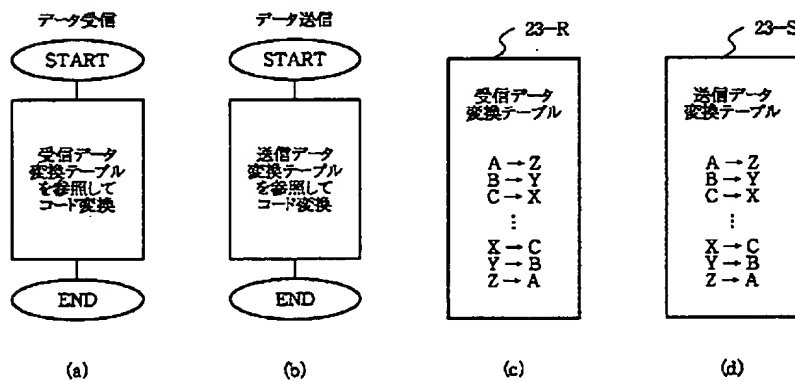 データ受信
START
受信データ
変換テーブル
を参照して
コード変換
END
(a)
データ送信
START
送信データ
変換テーブル
を参照して
コード変換
END
(b)
23-R
受信データ
変換テーブル
A→Z
B→Y
C→X
⋮
X→C
Y→B
Z→A
(c)
23-S
送信データ
変換テーブル
A→Z
B→Y
C→X
⋮
X→C
Y→B
Z→A
(d)